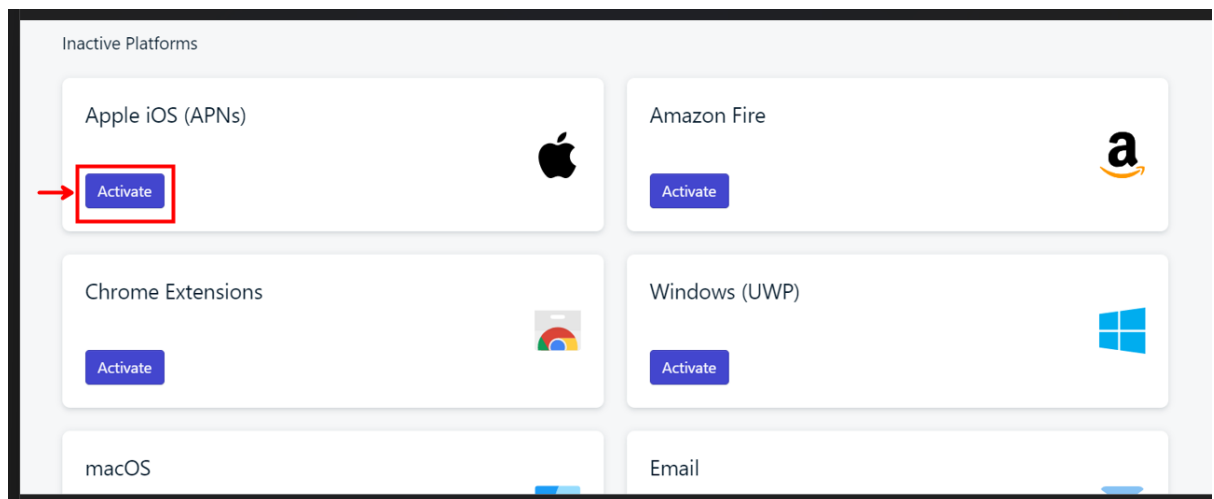 Inactive Platforms
Apple iOS (APNs)
Activate
Amazon Fire
a
Activate
Chrome Extensions
Activate
Windows (UWP)
Activate
macOS
Email